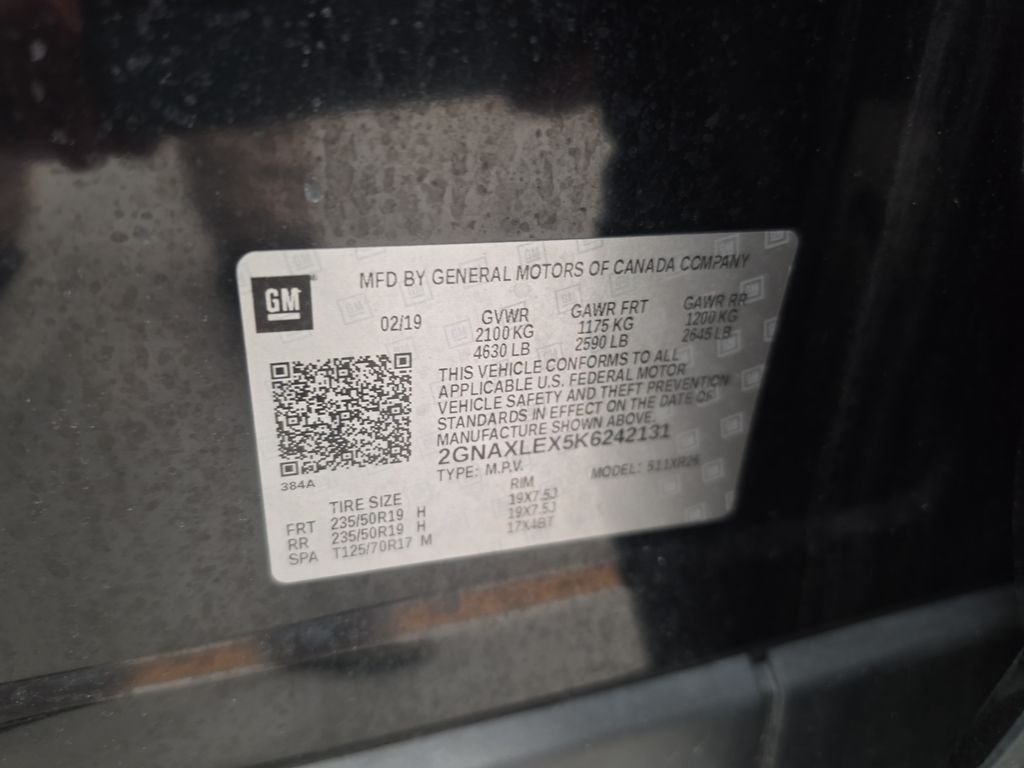 GM
MFD BY GENERAL MOTORS OF CANADA COMPANY
02/19
GVWR GAWR FRT GAWR RR
2100 KG 1175 KG 1200 KG
4630 LB 2590 LB 2645 LB
THIS VEHICLE CONFORMS TO ALL
APPLICABLE U.S. FEDERAL MOTOR
VEHICLE SAFETY AND THEFT PREVENTION
STANDARDS IN EFFECT ON THE DATE OF
MANUFACTURE SHOWN ABOVE.
2GNAXLEX5K6242131
TYPE: M.P.V. MODEL: 511XR26
384A
TIRE SIZE RIM
FRT 235/50R19 H 19X7.5J
RR 235/50R19 H 19X7.5J
SPA T125/70R17 M 17X4BT